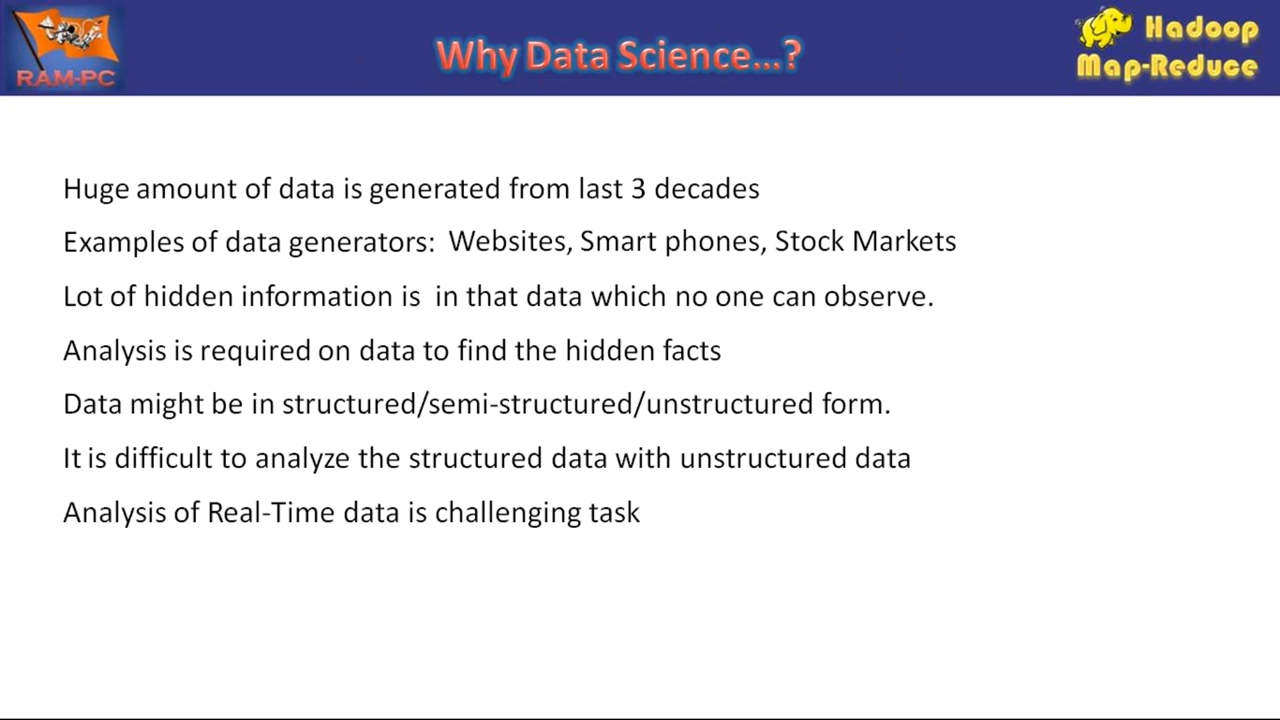 RAM-PC
Why Data Science...?
Hadoop
Map-Reduce
Huge amount of data is generated from last 3 decades
Examples of data generators: Websites, Smart phones, Stock Markets
Lot of hidden information is in that data which no one can observe.
Analysis is required on data to find the hidden facts
Data might be in structured/semi-structured/unstructured form.
It is difficult to analyze the structured data with unstructured data
Analysis of Real-Time data is challenging task